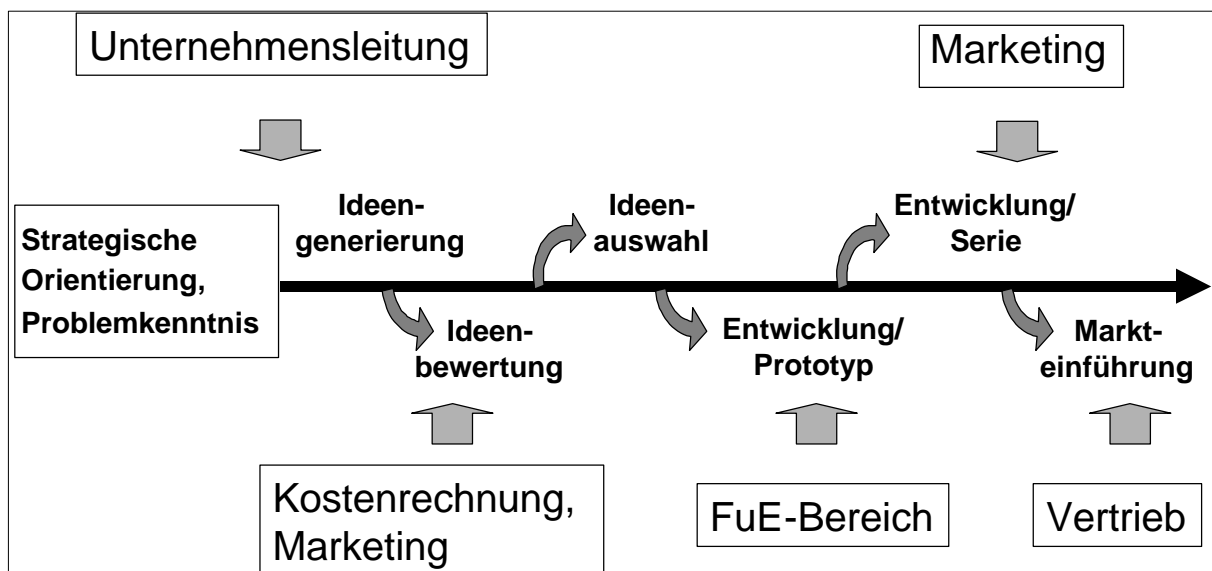 Unternehmensleitung
Marketing
Strategische
Orientierung,
Problemkenntnis
Ideen-
generierung
Ideen-
auswahl
Entwicklung/
Serie
Ideen-
bewertung
Entwicklung/
Prototyp
Markt-
einführung
Kostenrechnung,
Marketing
FuE-Bereich
Vertrieb